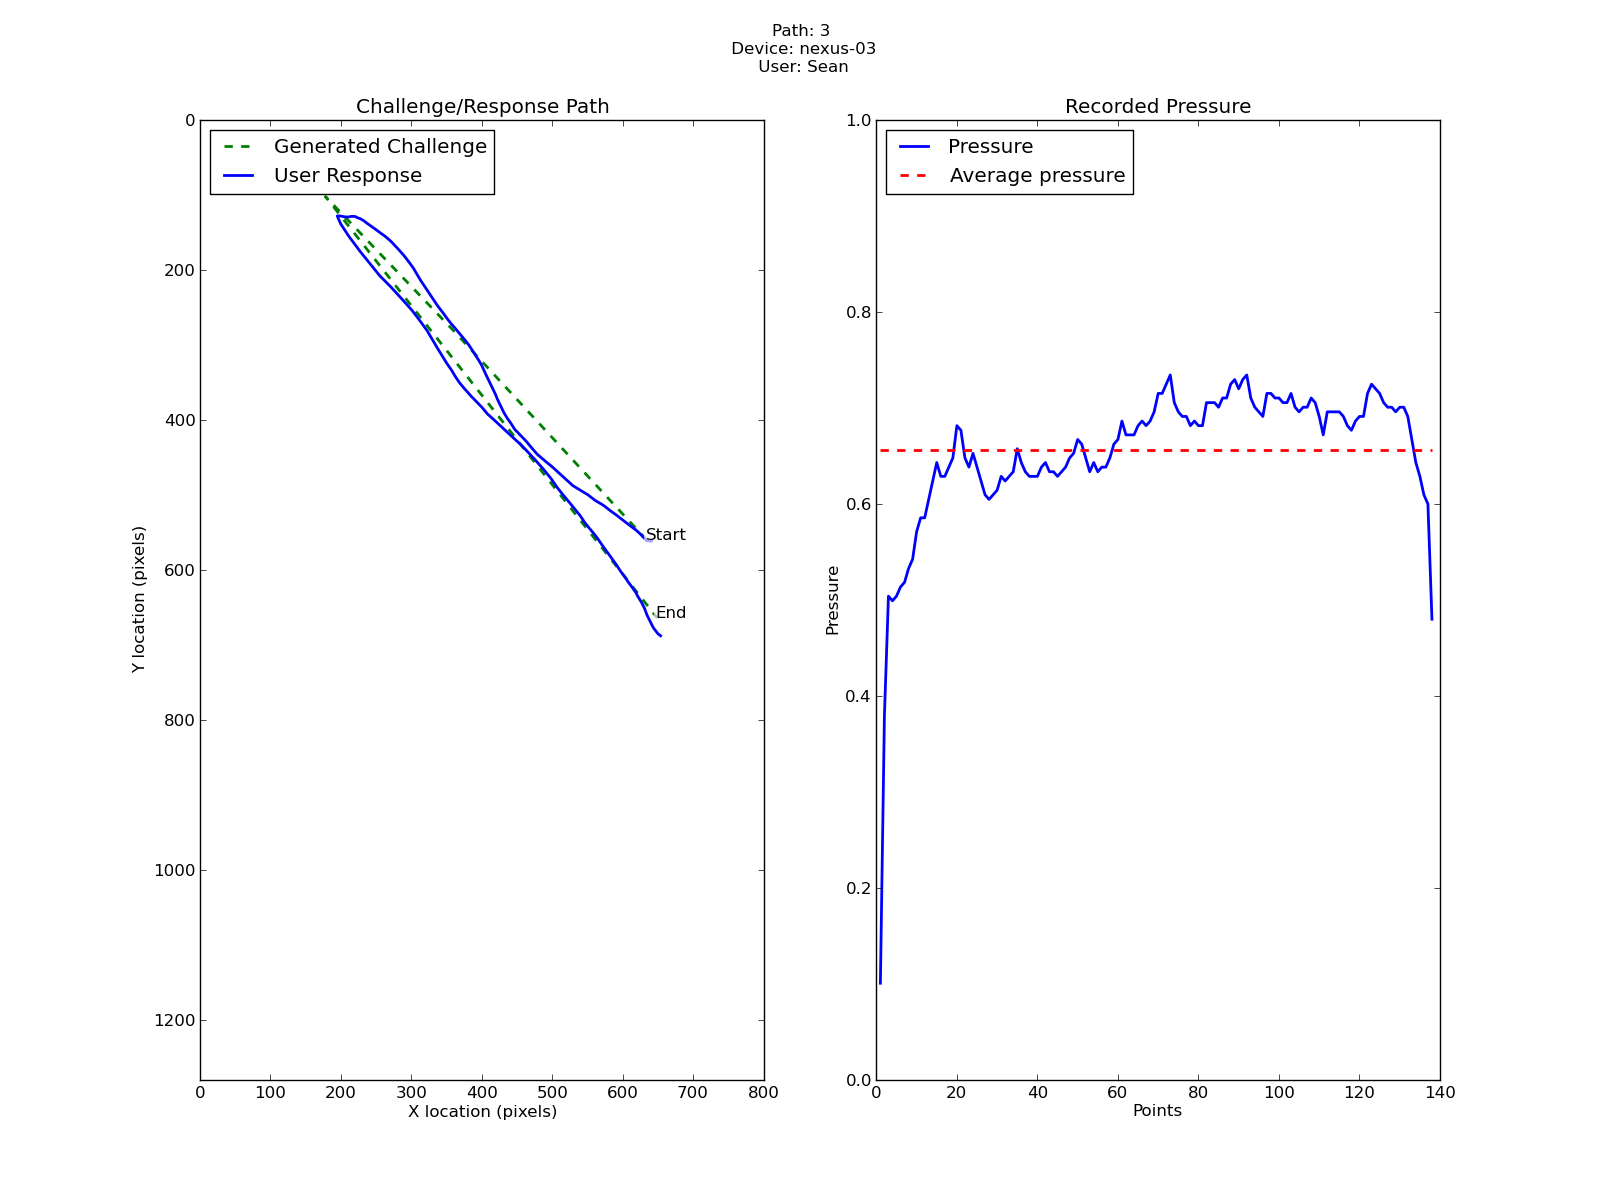 Path: 3
Device: nexus-03
User: Sean
Challenge/Response Path
Generated Challenge
User Response
0
200
400
600
800
1000
1200
Y location (pixels)
Start
End
0 100 200 300 400 500 600 700 800
X location (pixels)
Recorded Pressure
Pressure
Average pressure
1.0
0.8
0.6
0.4
0.2
0.0
Pressure
0 20 40 60 80 100 120 140
Points